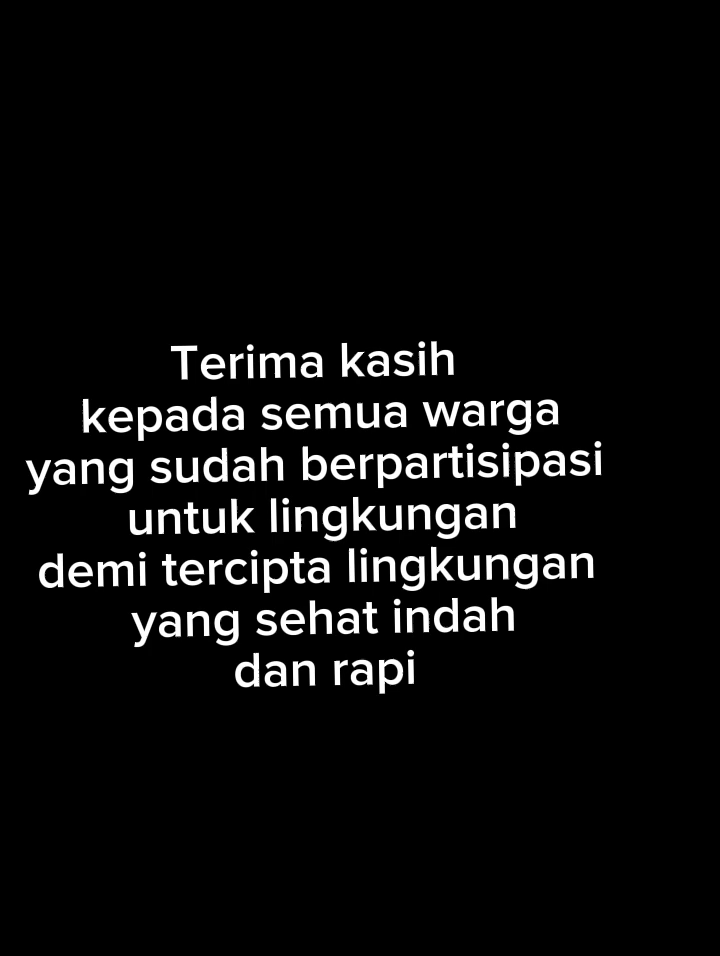 Terima kasih
kepada semua warga
yang sudah berpartisipasi
untuk lingkungan
demi tercipta lingkungan
yang sehat indah
dan rapi